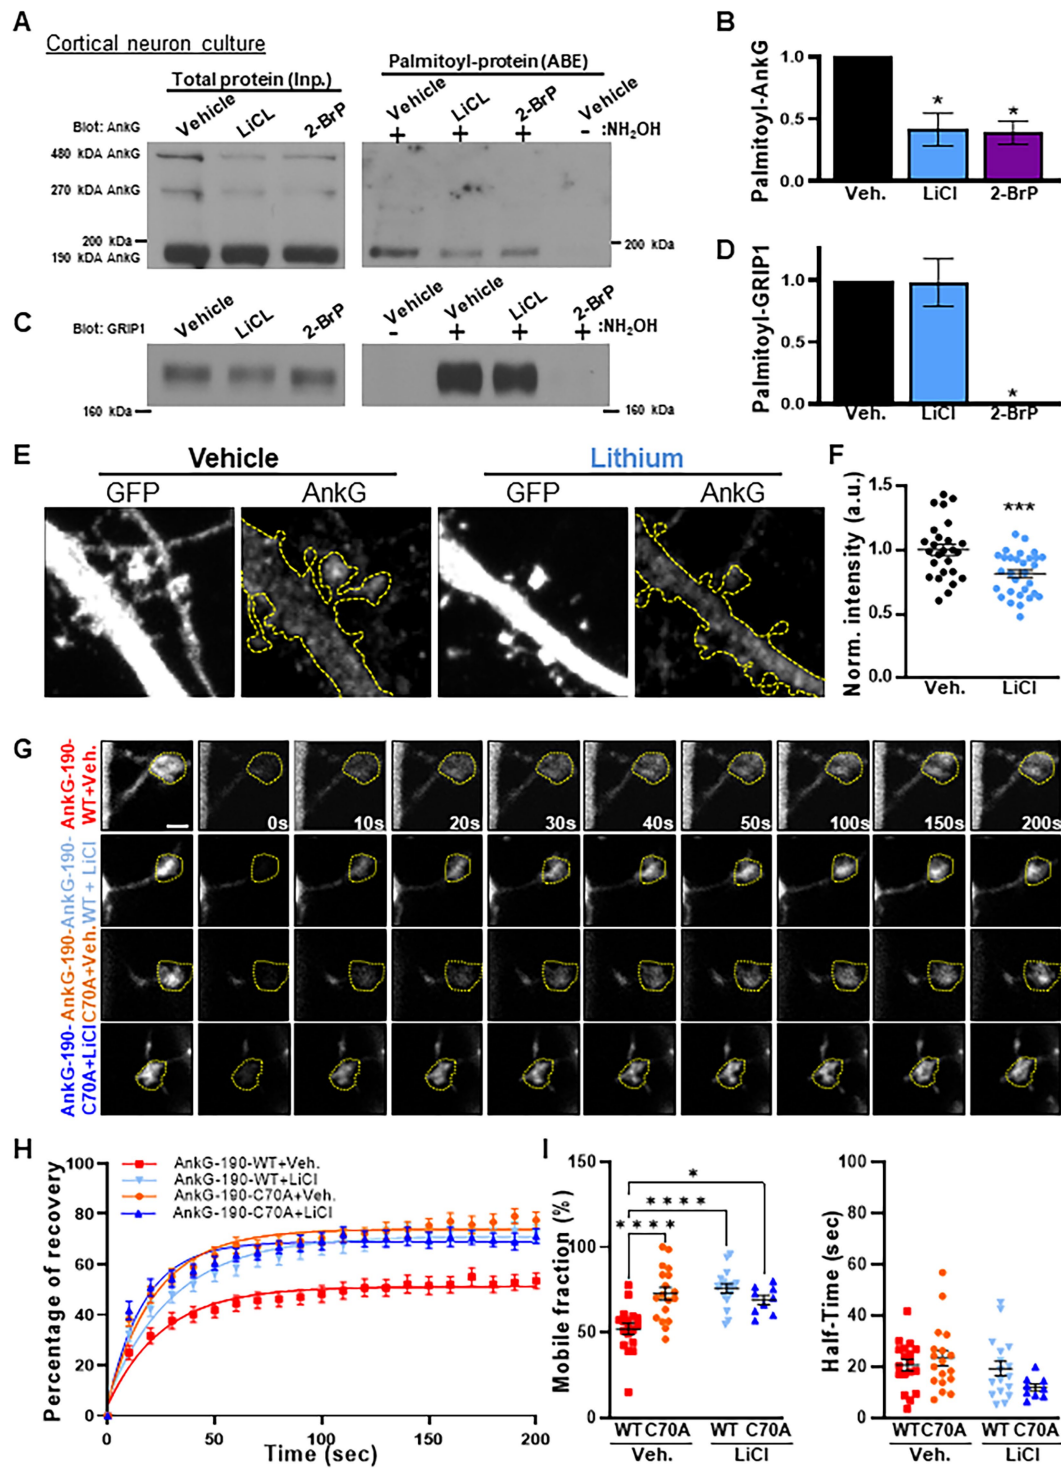 A
Cortical neuron culture
Total protein (Inp.)
Palmitoyl-protein (ABE)
Blot: AnkG
Vehicle
LiCL
2-BrP
Vehicle
LiCL
2-BrP
Vehicle
+ + + - :NH2OH
480 kDA AnkG
270 kDA AnkG
200 kDa
190 kDA AnkG
200 kDa
B
Palmitoyl-AnkG
1.0
0.5
0.0
* *
Veh. LiCl 2-BrP
C
Blot: GRIP1
Vehicle
LiCL
2-BrP
Vehicle
Vehicle
LiCL
2-BrP
- + + + :NH2OH
160 kDa
160 kDa
D
Palmitoyl-GRIP1
1.0
0.5
0.0
*
Veh. LiCl 2-BrP
E
Vehicle
Lithium
GFP AnkG GFP AnkG
F
Norm. intensity (a.u.)
1.5
1.0
0.5
0.0
***
Veh. LiCl
G
AnkG-190-
WT+Veh.
AnkG-190-
WT + LiCl
AnkG-190-
C70A+Veh.
AnkG-190-
C70A+LiCl
0s 10s 20s 30s 40s 50s 100s 150s 200s
H
Percentage of recovery
100
80
60
40
20
0
AnkG-190-WT+Veh.
AnkG-190-WT+LiCl
AnkG-190-C70A+Veh.
AnkG-190-C70A+LiCl
0 50 100 150 200
Time (sec)
I
Mobile fraction (%)
150
100
50
0
*
****
****
WT C70A WT C70A
Veh. LiCl
Half-Time (sec)
100
80
60
40
20
0
WT C70A WT C70A
Veh. LiCl